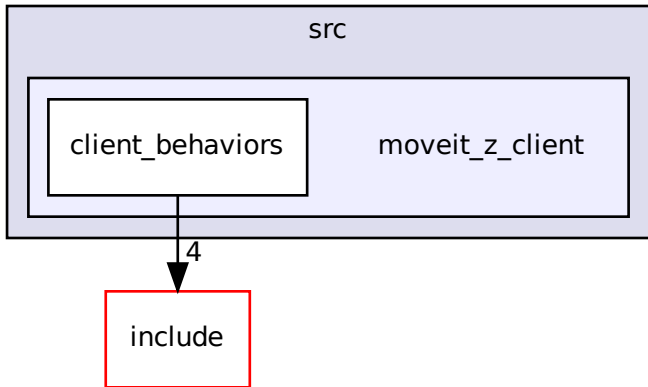 src
client_behaviors
moveit_z_client
4
include